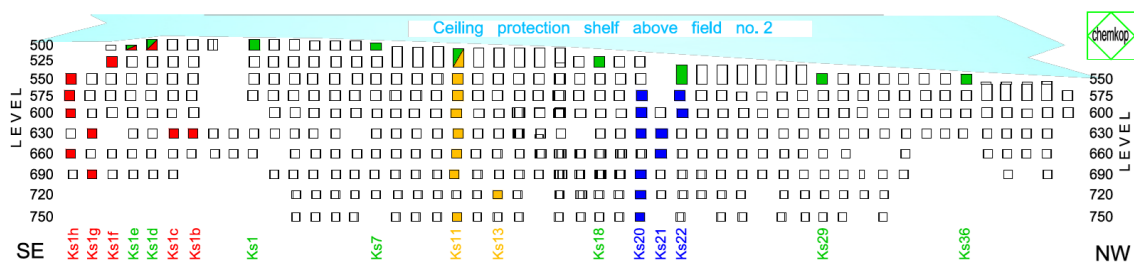 Ceiling protection shelf above field no. 2
chemkop
500
525
550 550
575 575
600 600
630 630
660 660
690 690
720 720
750 750
LEVEL LEVEL
SE Ks1h Ks1g Ks1f Ks1e Ks1d Ks1c Ks1b Ks1 Ks7 Ks11 Ks13 Ks18 Ks20 Ks21 Ks22 Ks29 Ks36 NW